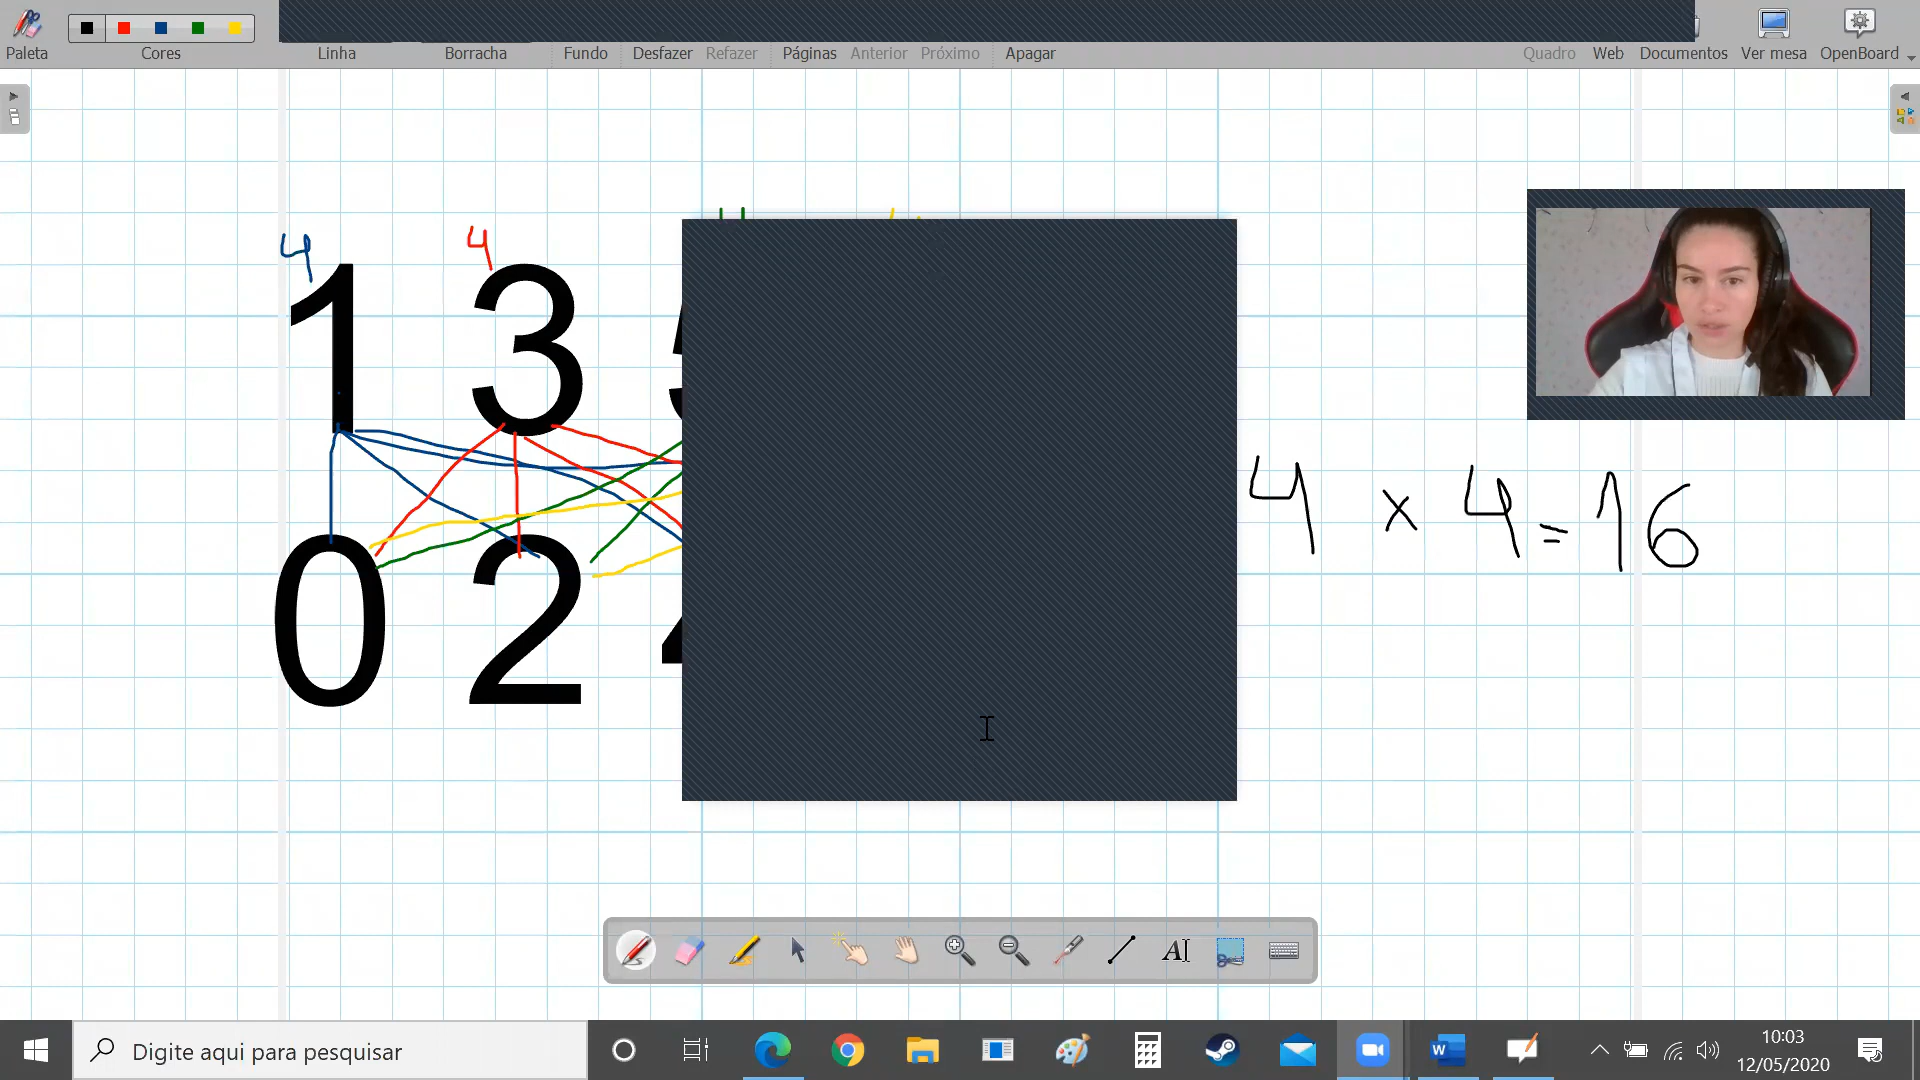 Paleta Cores Linha Borracha Fundo Desfazer Refazer Páginas Anterior Próximo Apagar Quadro Web Documentos Ver mesa OpenBoard
4 4
1 3
4 x 4 = 16
0 2
AI
Digite aqui para pesquisar
W
10:03
12/05/2020